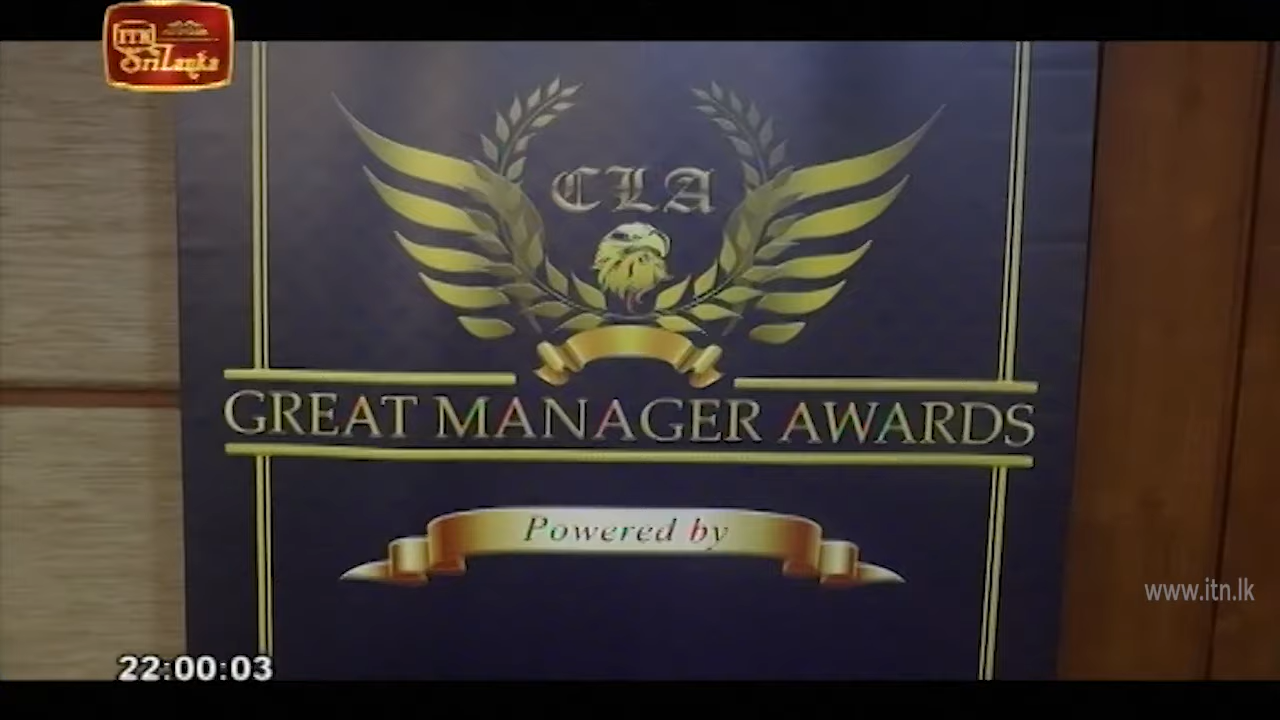 ITN
Sri Lanka
CLA
GREAT MANAGER AWARDS
Powered by
www.itn.lk
22:00:03